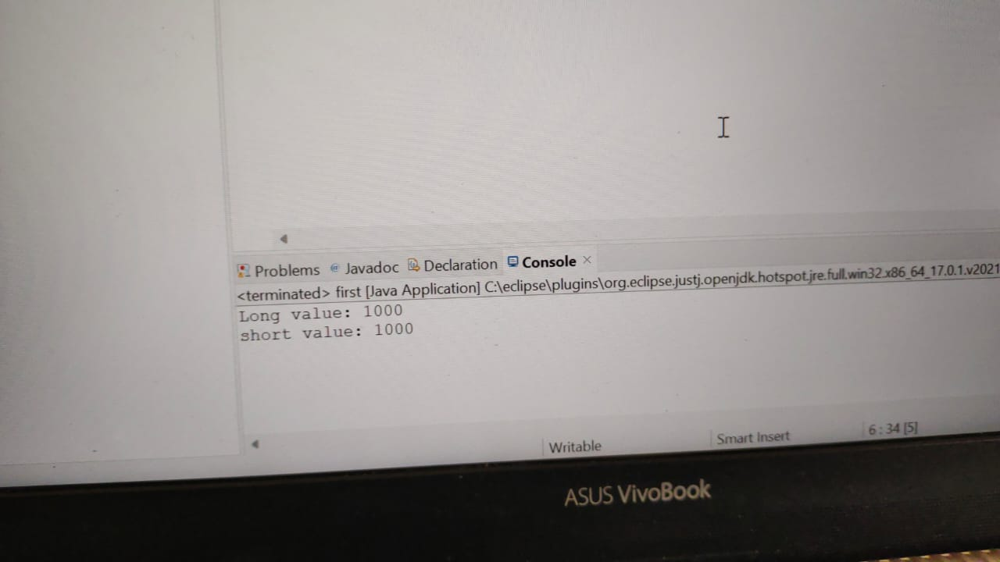 Problems @ Javadoc Declaration Console
<terminated> first [Java Application] C:\eclipse\plugins\org.eclipse.justj.openjdk.hotspot.jre.full.win32.x86_64_17.0.1.v2021
Long value: 1000
short value: 1000
Writable Smart Insert 6 : 34 [5]
ASUS VivoBook